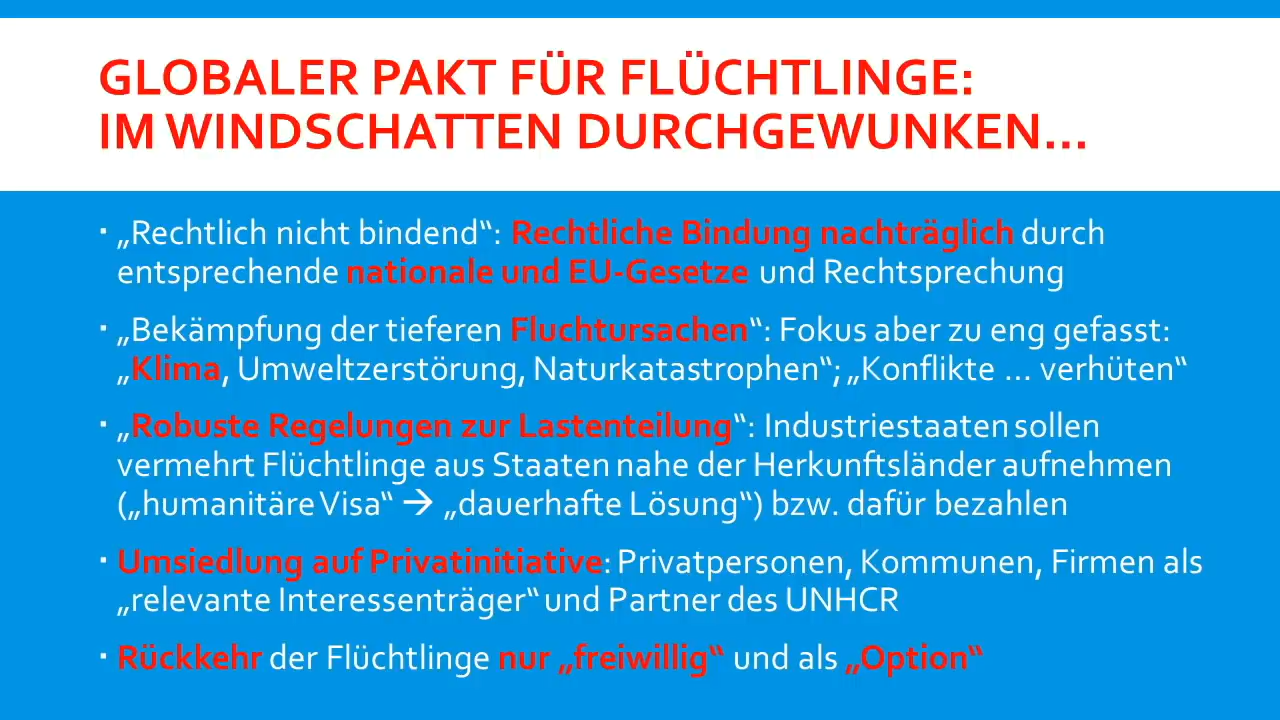 GLOBALER PAKT FÜR FLÜCHTLINGE:
IM WINDSCHATTEN DURCHGEWUNKEN…
▪ „Rechtlich nicht bindend“: Rechtliche Bindung nachträglich durch
entsprechende nationale und EU-Gesetze und Rechtsprechung
▪ „Bekämpfung der tieferen Fluchtursachen“: Fokus aber zu eng gefasst:
„Klima, Umweltzerstörung, Naturkatastrophen“; „Konflikte … verhüten“
▪ „Robuste Regelungen zur Lastenteilung“: Industriestaaten sollen
vermehrt Flüchtlinge aus Staaten nahe der Herkunftsländer aufnehmen
(„humanitäre Visa“ → „dauerhafte Lösung“) bzw. dafür bezahlen
▪ Umsiedlung auf Privatinitiative: Privatpersonen, Kommunen, Firmen als
„relevante Interessenträger“ und Partner des UNHCR
▪ Rückkehr der Flüchtlinge nur „freiwillig“ und als „Option“